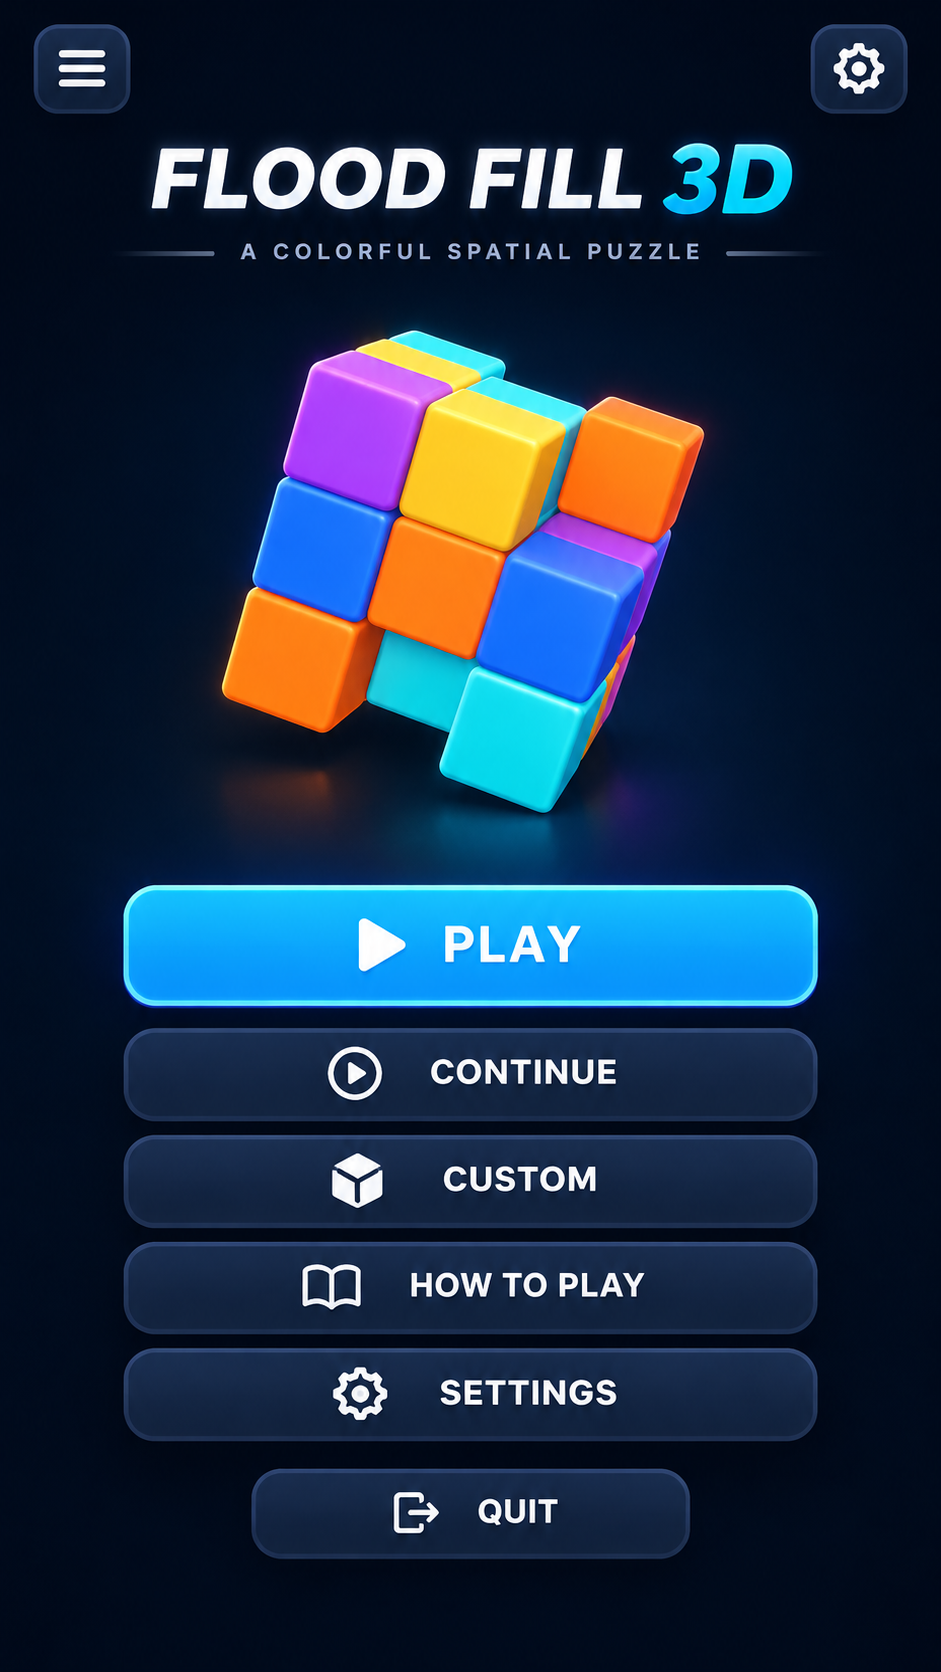 FLOOD FILL 3D
A COLORFUL SPATIAL PUZZLE
PLAY
CONTINUE
CUSTOM
HOW TO PLAY
SETTINGS
QUIT